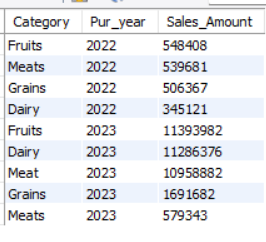 Category Pur_year Sales_Amount
Fruits 2022 548408
Meats 2022 539681
Grains 2022 506367
Dairy 2022 345121
Fruits 2023 11393982
Dairy 2023 11286376
Meat 2023 10958882
Grains 2023 1691682
Meats 2023 579343